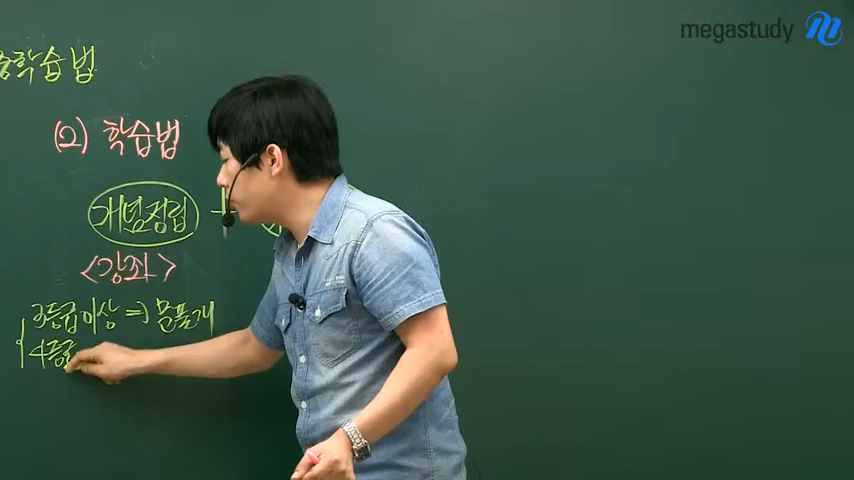 megastudy
학습법
(2) 학습법
개념정립 +
<강좌>
3등급 이상 => 문풀개
4등급